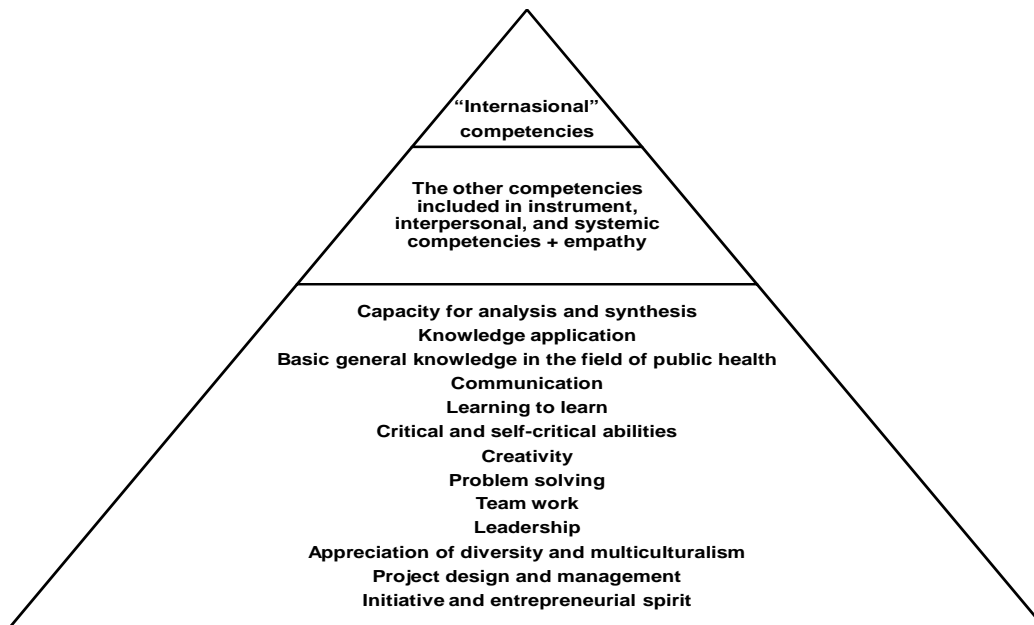 “Internasional”
competencies
The other competencies
included in instrument,
interpersonal, and systemic
competencies + empathy
Capacity for analysis and synthesis
Knowledge application
Basic general knowledge in the field of public health
Communication
Learning to learn
Critical and self-critical abilities
Creativity
Problem solving
Team work
Leadership
Appreciation of diversity and multiculturalism
Project design and management
Initiative and entrepreneurial spirit